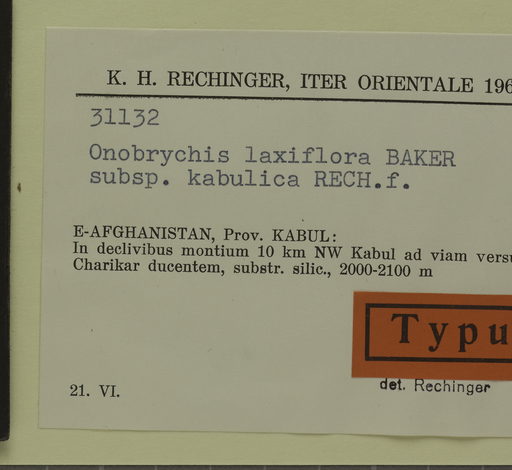 K. H. RECHINGER, ITER ORIENTALE 196
31132
Onobrychis laxiflora BAKER
subsp. kabulica RECH.f.
E-AFGHANISTAN, Prov. KABUL:
In declivibus montium 10 km NW Kabul ad viam versu
Charikar ducentem, substr. silic., 2000-2100 m
Typu
det. Rechinger
21. VI.